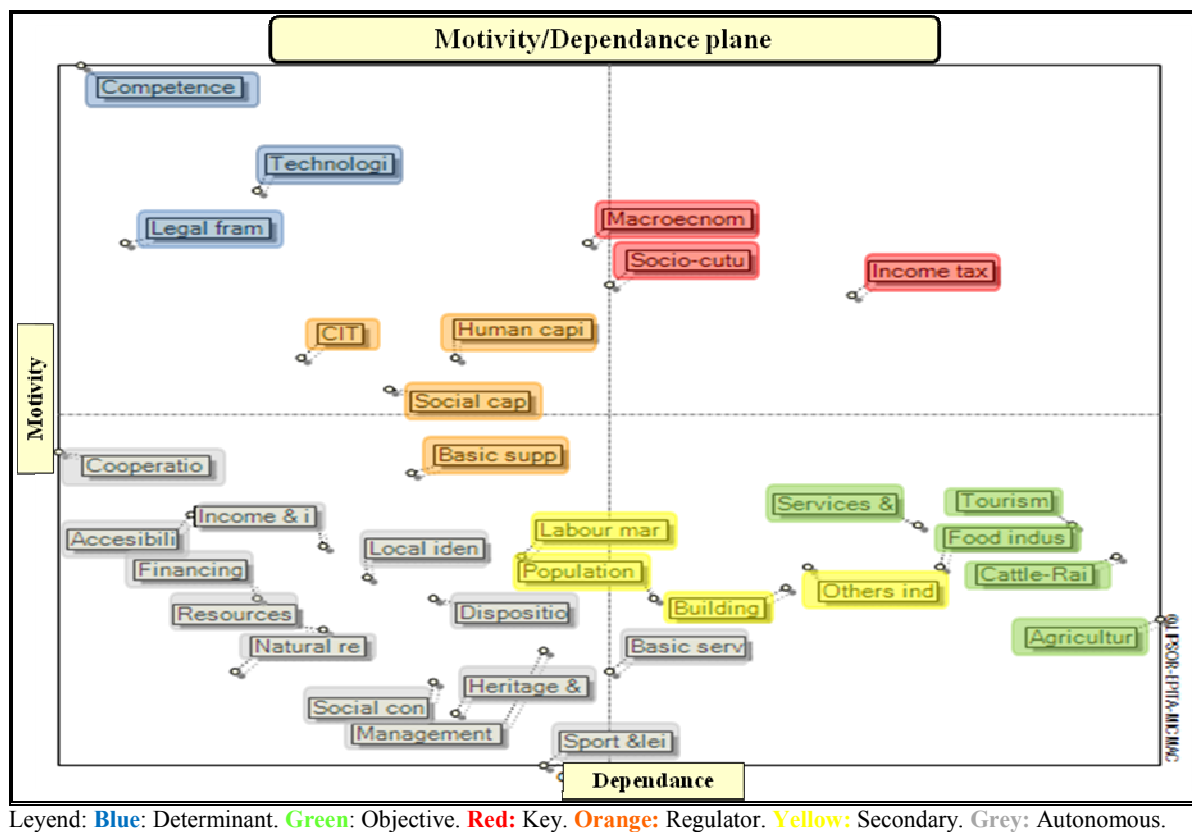 Motivity/Dependance plane
Competence
Technologi
Legal fram
Macroecnom
Socio-cutu
Income tax
CIT
Human capi
Social cap
Motivity
Basic supp
Cooperatio
Services &
Tourism
Income & i
Labour mar
Food indus
Accesibili
Local iden
Financing
Population
Cattle-Rai
Others ind
Resources
Dispositio
Building
Natural re
Basic serv
Agricultur
Heritage &
Social con
Management
Sport &lei
Dependance
© LIPSOR-EPITA-MICMAC
Leyend: Blue: Determinant. Green: Objective. Red: Key. Orange: Regulator. Yellow: Secondary. Grey: Autonomous.